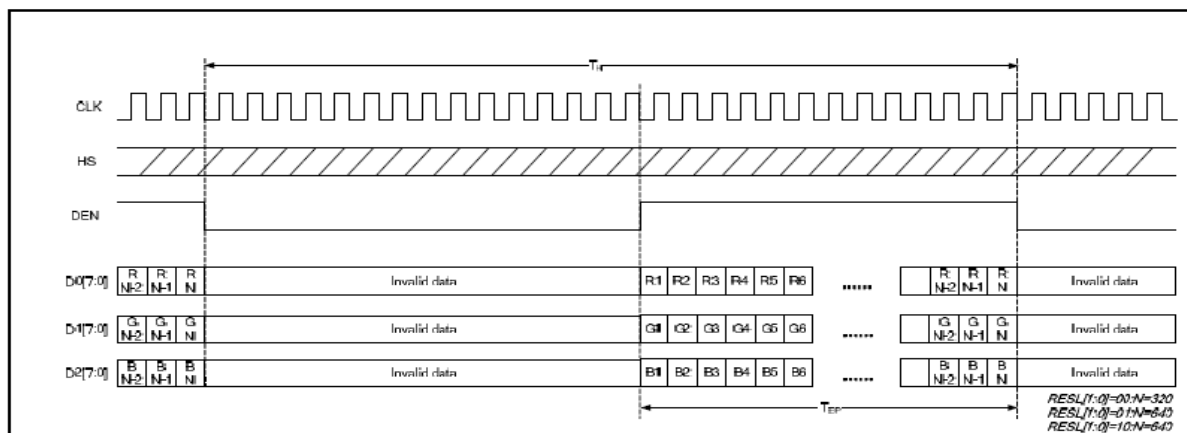 TH
CLK
HS
DEN
D0[7:0] R N-2 R N-1 R N Invalid data R1 R2 R3 R4 R5 R6 ...... R N-2 R N-1 R N Invalid data
D1[7:0] G N-2 G N-1 G N Invalid data G1 G2 G3 G4 G5 G6 ...... G N-2 G N-1 G N Invalid data
D2[7:0] B N-2 B N-1 B N Invalid data B1 B2 B3 B4 B5 B6 ...... B N-2 B N-1 B N Invalid data
TEP
RESL[1:0]=00:N=320
RESL[1:0]=01:N=640
RESL[1:0]=10:N=640